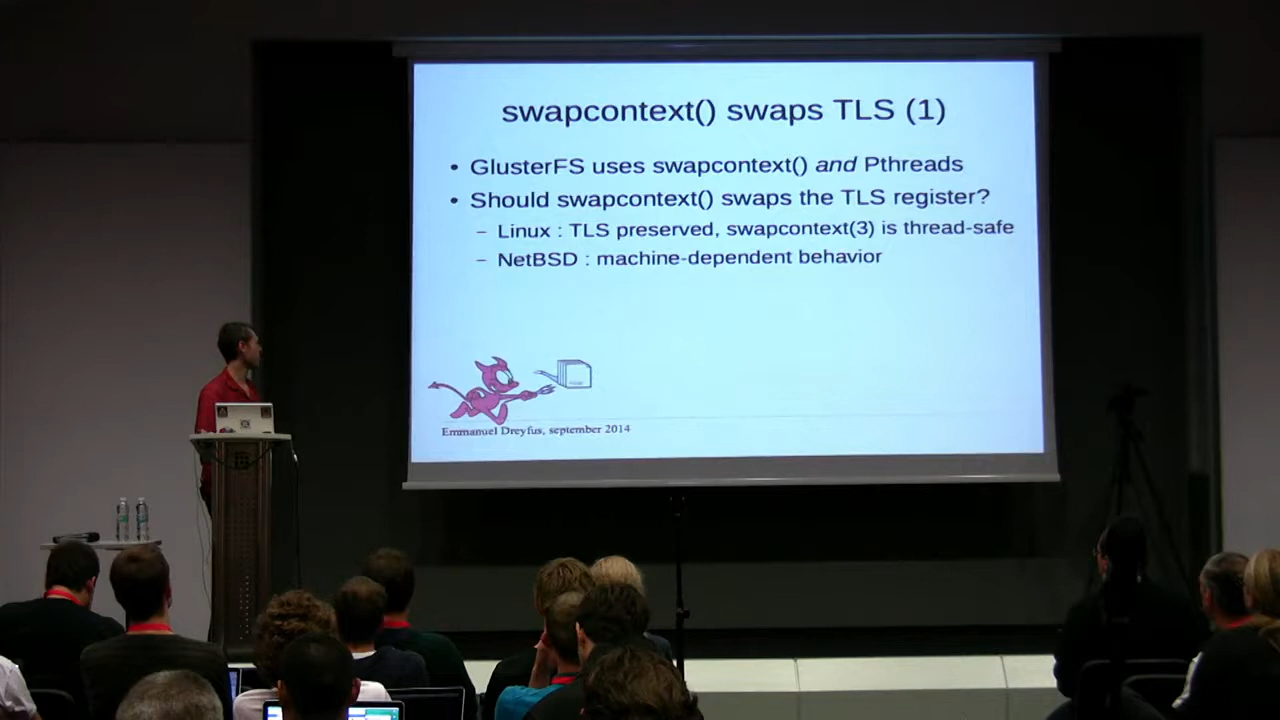 swapcontext() swaps TLS (1)
• GlusterFS uses swapcontext() and Pthreads
• Should swapcontext() swaps the TLS register?
– Linux : TLS preserved, swapcontext(3) is thread-safe
– NetBSD : machine-dependent behavior
Emmanuel Dreyfus, september 2014